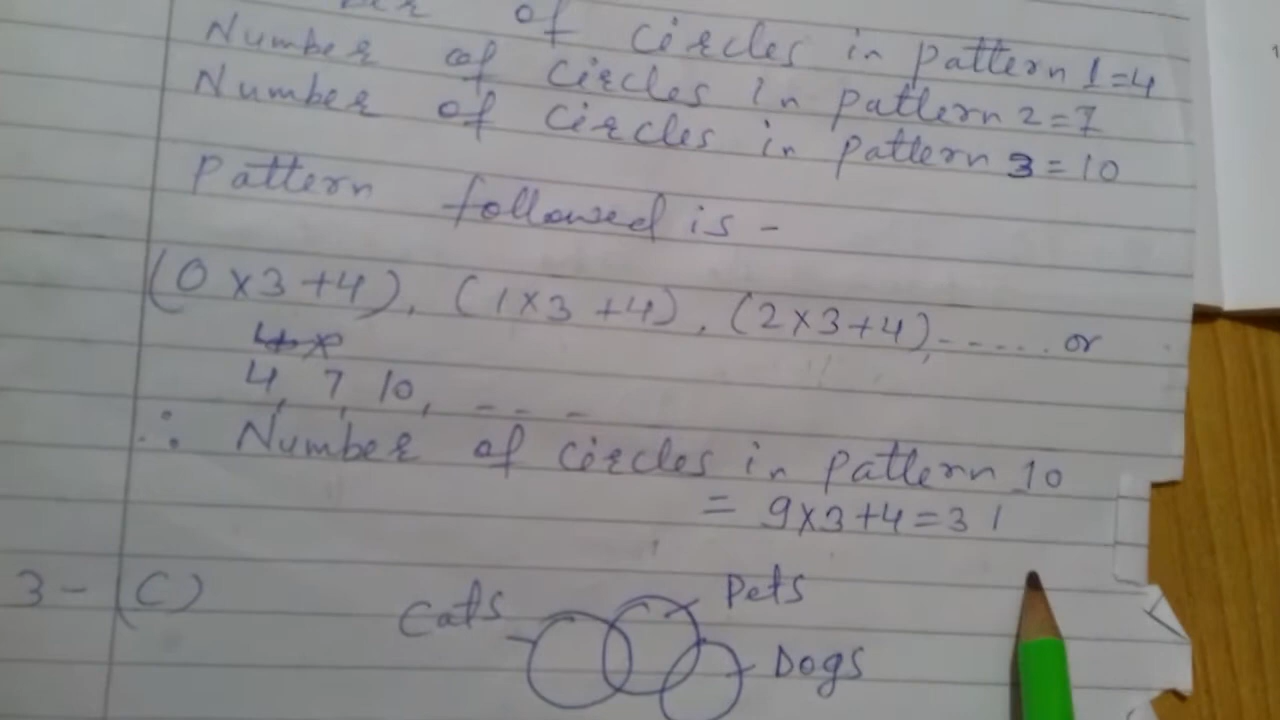 of circles in pattern 1=4
Number of circles in pattern 2=7
Number of circles in pattern 3=10
Pattern followed is -
(0×3+4), (1×3+4), (2×3+4),-..... or
4, 7, 10, - - -
∴ Number of circles in pattern 10
= 9×3+4=31
3- (C)
Cats
Pets
Dogs